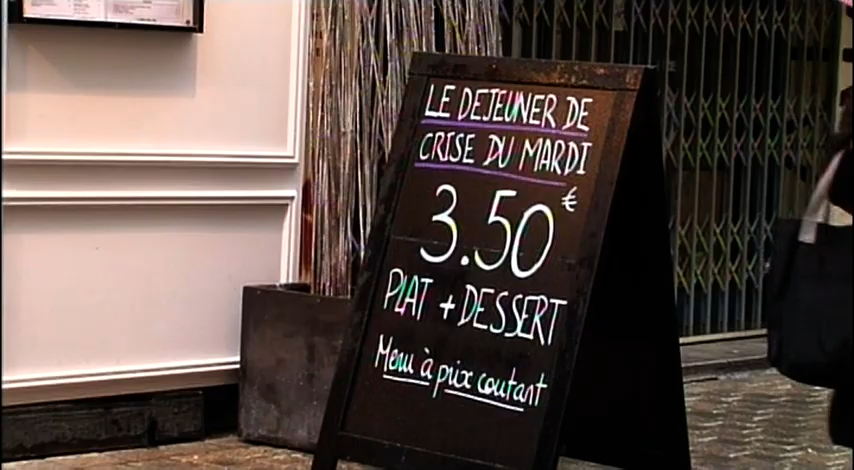 LE DEJEUNER DE
CRISE DU MARDI
3.50€
PLAT + DESSERT
Menu à prix coutant